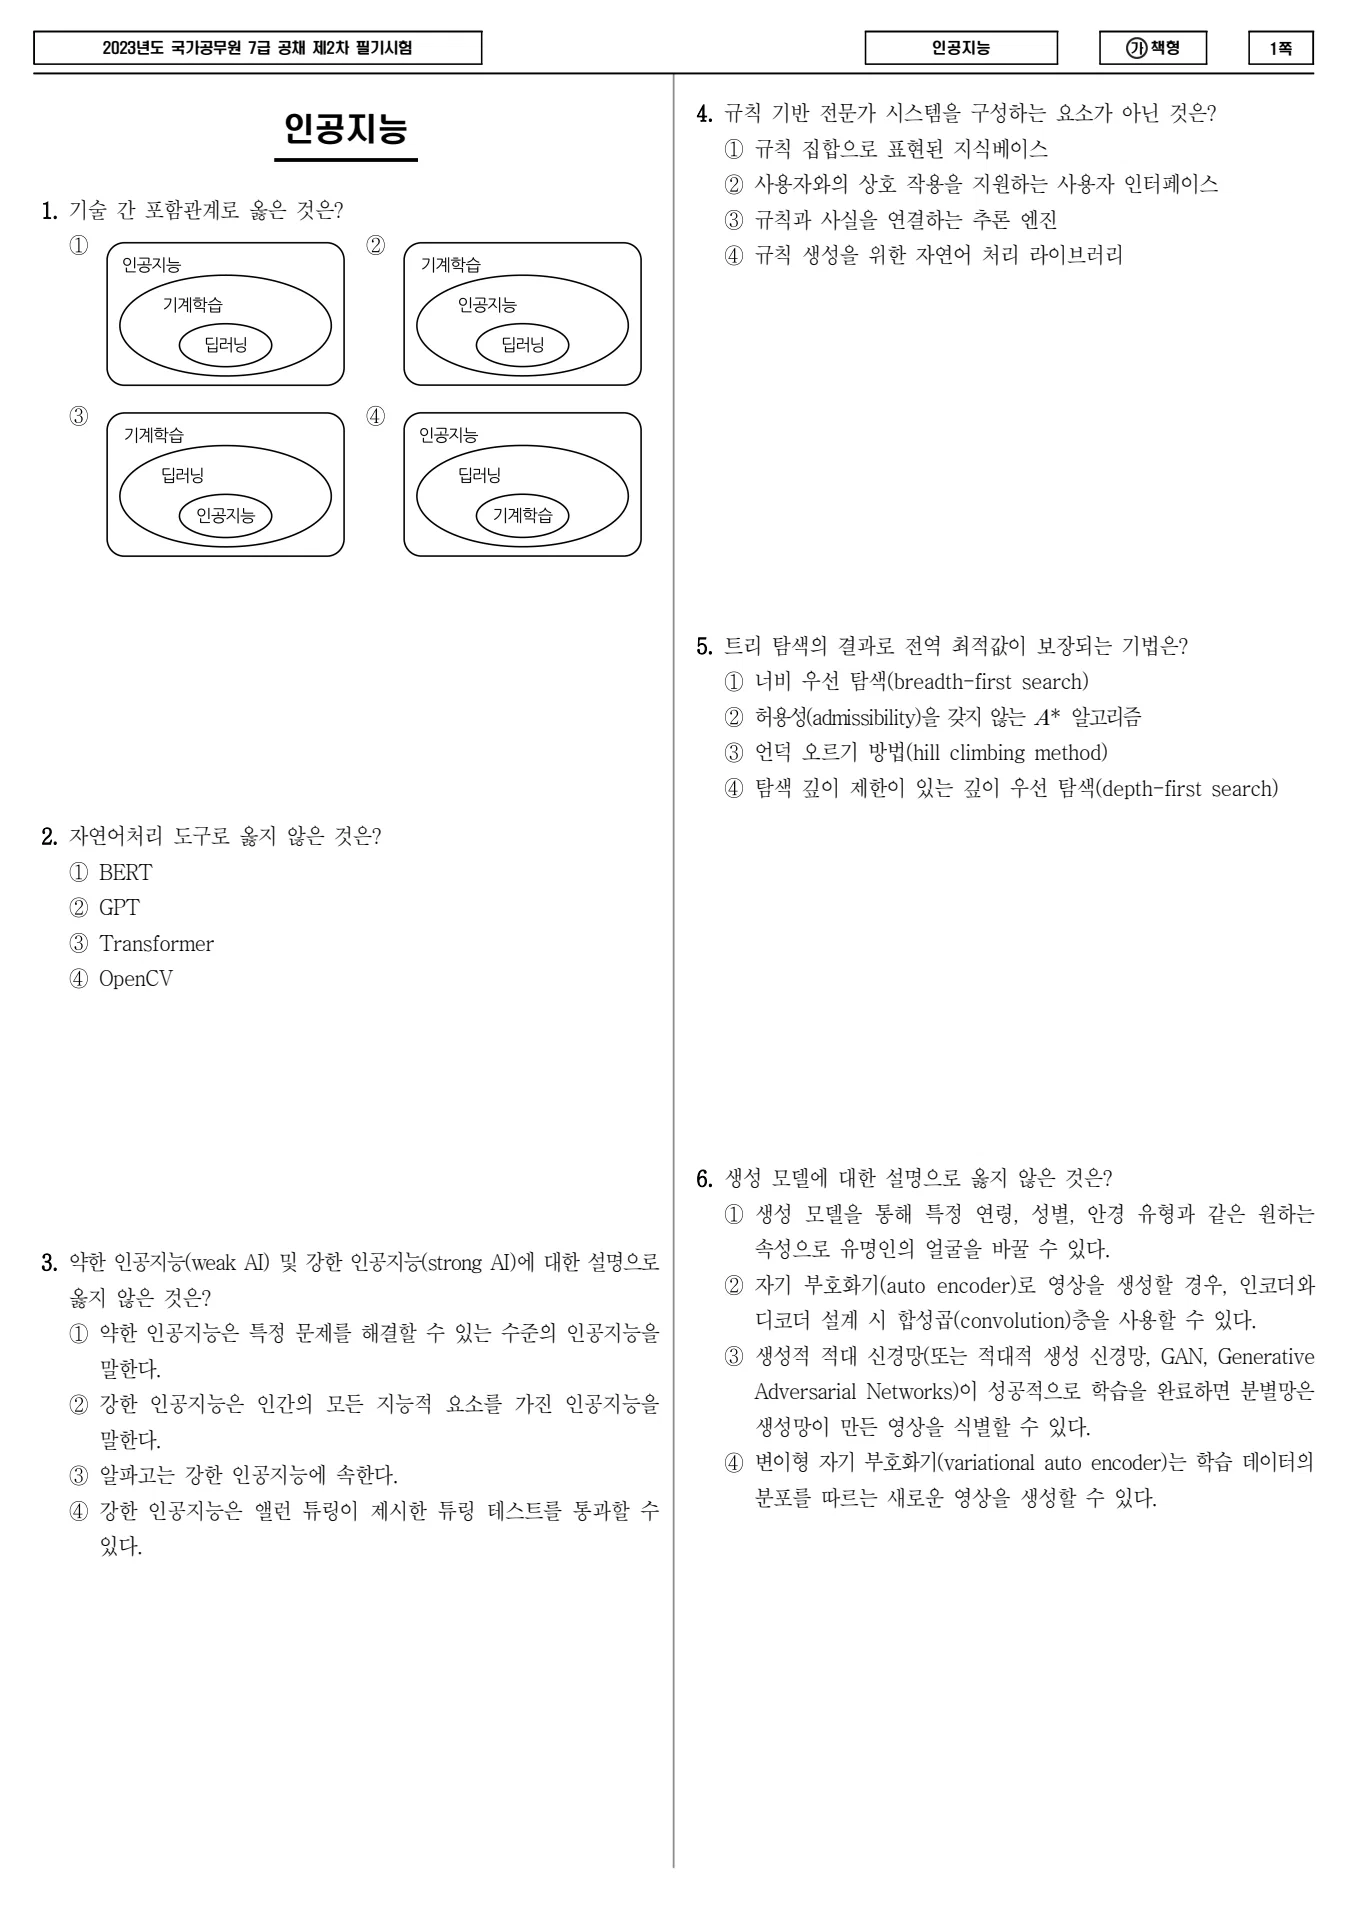 2023년도 국가공무원 7급 공채 제2차 필기시험
인공지능
㉮ 책형
1쪽
인공지능
1. 기술 간 포함관계로 옳은 것은?
①
인공지능
기계학습
딥러닝
②
기계학습
인공지능
딥러닝
③
기계학습
딥러닝
인공지능
④
인공지능
딥러닝
기계학습
2. 자연어처리 도구로 옳지 않은 것은?
① BERT
② GPT
③ Transformer
④ OpenCV
3. 약한 인공지능(weak AI) 및 강한 인공지능(strong AI)에 대한 설명으로
옳지 않은 것은?
① 약한 인공지능은 특정 문제를 해결할 수 있는 수준의 인공지능을
말한다.
② 강한 인공지능은 인간의 모든 지능적 요소를 가진 인공지능을
말한다.
③ 알파고는 강한 인공지능에 속한다.
④ 강한 인공지능은 앨런 튜링이 제시한 튜링 테스트를 통과할 수
있다.
4. 규칙 기반 전문가 시스템을 구성하는 요소가 아닌 것은?
① 규칙 집합으로 표현된 지식베이스
② 사용자와의 상호 작용을 지원하는 사용자 인터페이스
③ 규칙과 사실을 연결하는 추론 엔진
④ 규칙 생성을 위한 자연어 처리 라이브러리
5. 트리 탐색의 결과로 전역 최적값이 보장되는 기법은?
① 너비 우선 탐색(breadth-first search)
② 허용성(admissibility)을 갖지 않는 A* 알고리즘
③ 언덕 오르기 방법(hill climbing method)
④ 탐색 깊이 제한이 있는 깊이 우선 탐색(depth-first search)
6. 생성 모델에 대한 설명으로 옳지 않은 것은?
① 생성 모델을 통해 특정 연령, 성별, 안경 유형과 같은 원하는
속성으로 유명인의 얼굴을 바꿀 수 있다.
② 자기 부호화기(auto encoder)로 영상을 생성할 경우, 인코더와
디코더 설계 시 합성곱(convolution)층을 사용할 수 있다.
③ 생성적 적대 신경망(또는 적대적 생성 신경망, GAN, Generative
Adversarial Networks)이 성공적으로 학습을 완료하면 분별망은
생성망이 만든 영상을 식별할 수 있다.
④ 변이형 자기 부호화기(variational auto encoder)는 학습 데이터의
분포를 따르는 새로운 영상을 생성할 수 있다.